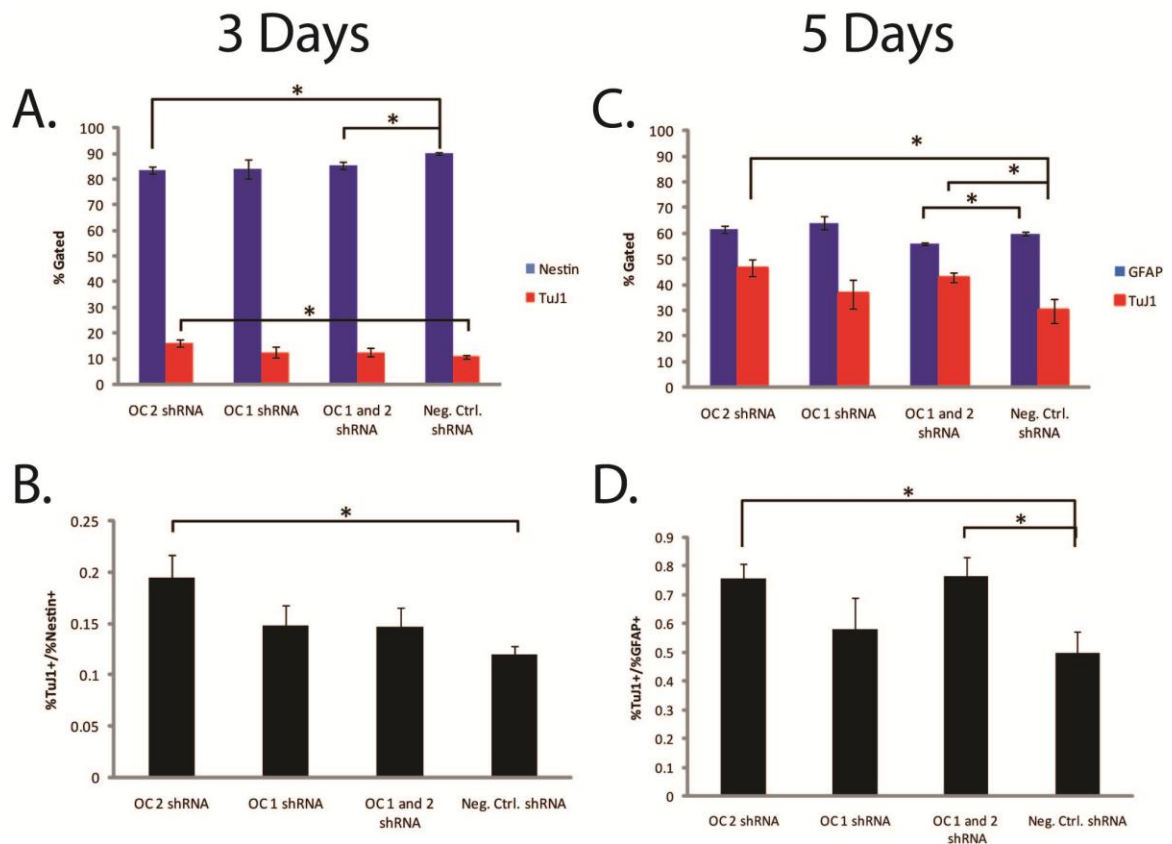 3 Days
5 Days
A.
*
*
100
90
80
70
60
50
40
30
20
10
0
% Gated
*
Nestin
TuJ1
OC 2 shRNA
OC 1 shRNA
OC 1 and 2
shRNA
Neg. Ctrl.
shRNA
C.
*
*
*
100
90
80
70
60
50
40
30
20
10
0
% Gated
GFAP
TuJ1
OC 2 shRNA
OC 1 shRNA
OC 1 and 2
shRNA
Neg. Ctrl.
shRNA
B.
*
0.25
0.2
0.15
0.1
0.05
0
%TuJ1+/%Nestin+
OC 2 shRNA
OC 1 shRNA
OC 1 and 2
shRNA
Neg. Ctrl. shRNA
D.
*
*
0.9
0.8
0.7
0.6
0.5
0.4
0.3
0.2
0.1
0
%TuJ1+/%GFAP+
OC 2 shRNA
OC 1 shRNA
OC 1 and 2
shRNA
Neg. Ctrl. shRNA